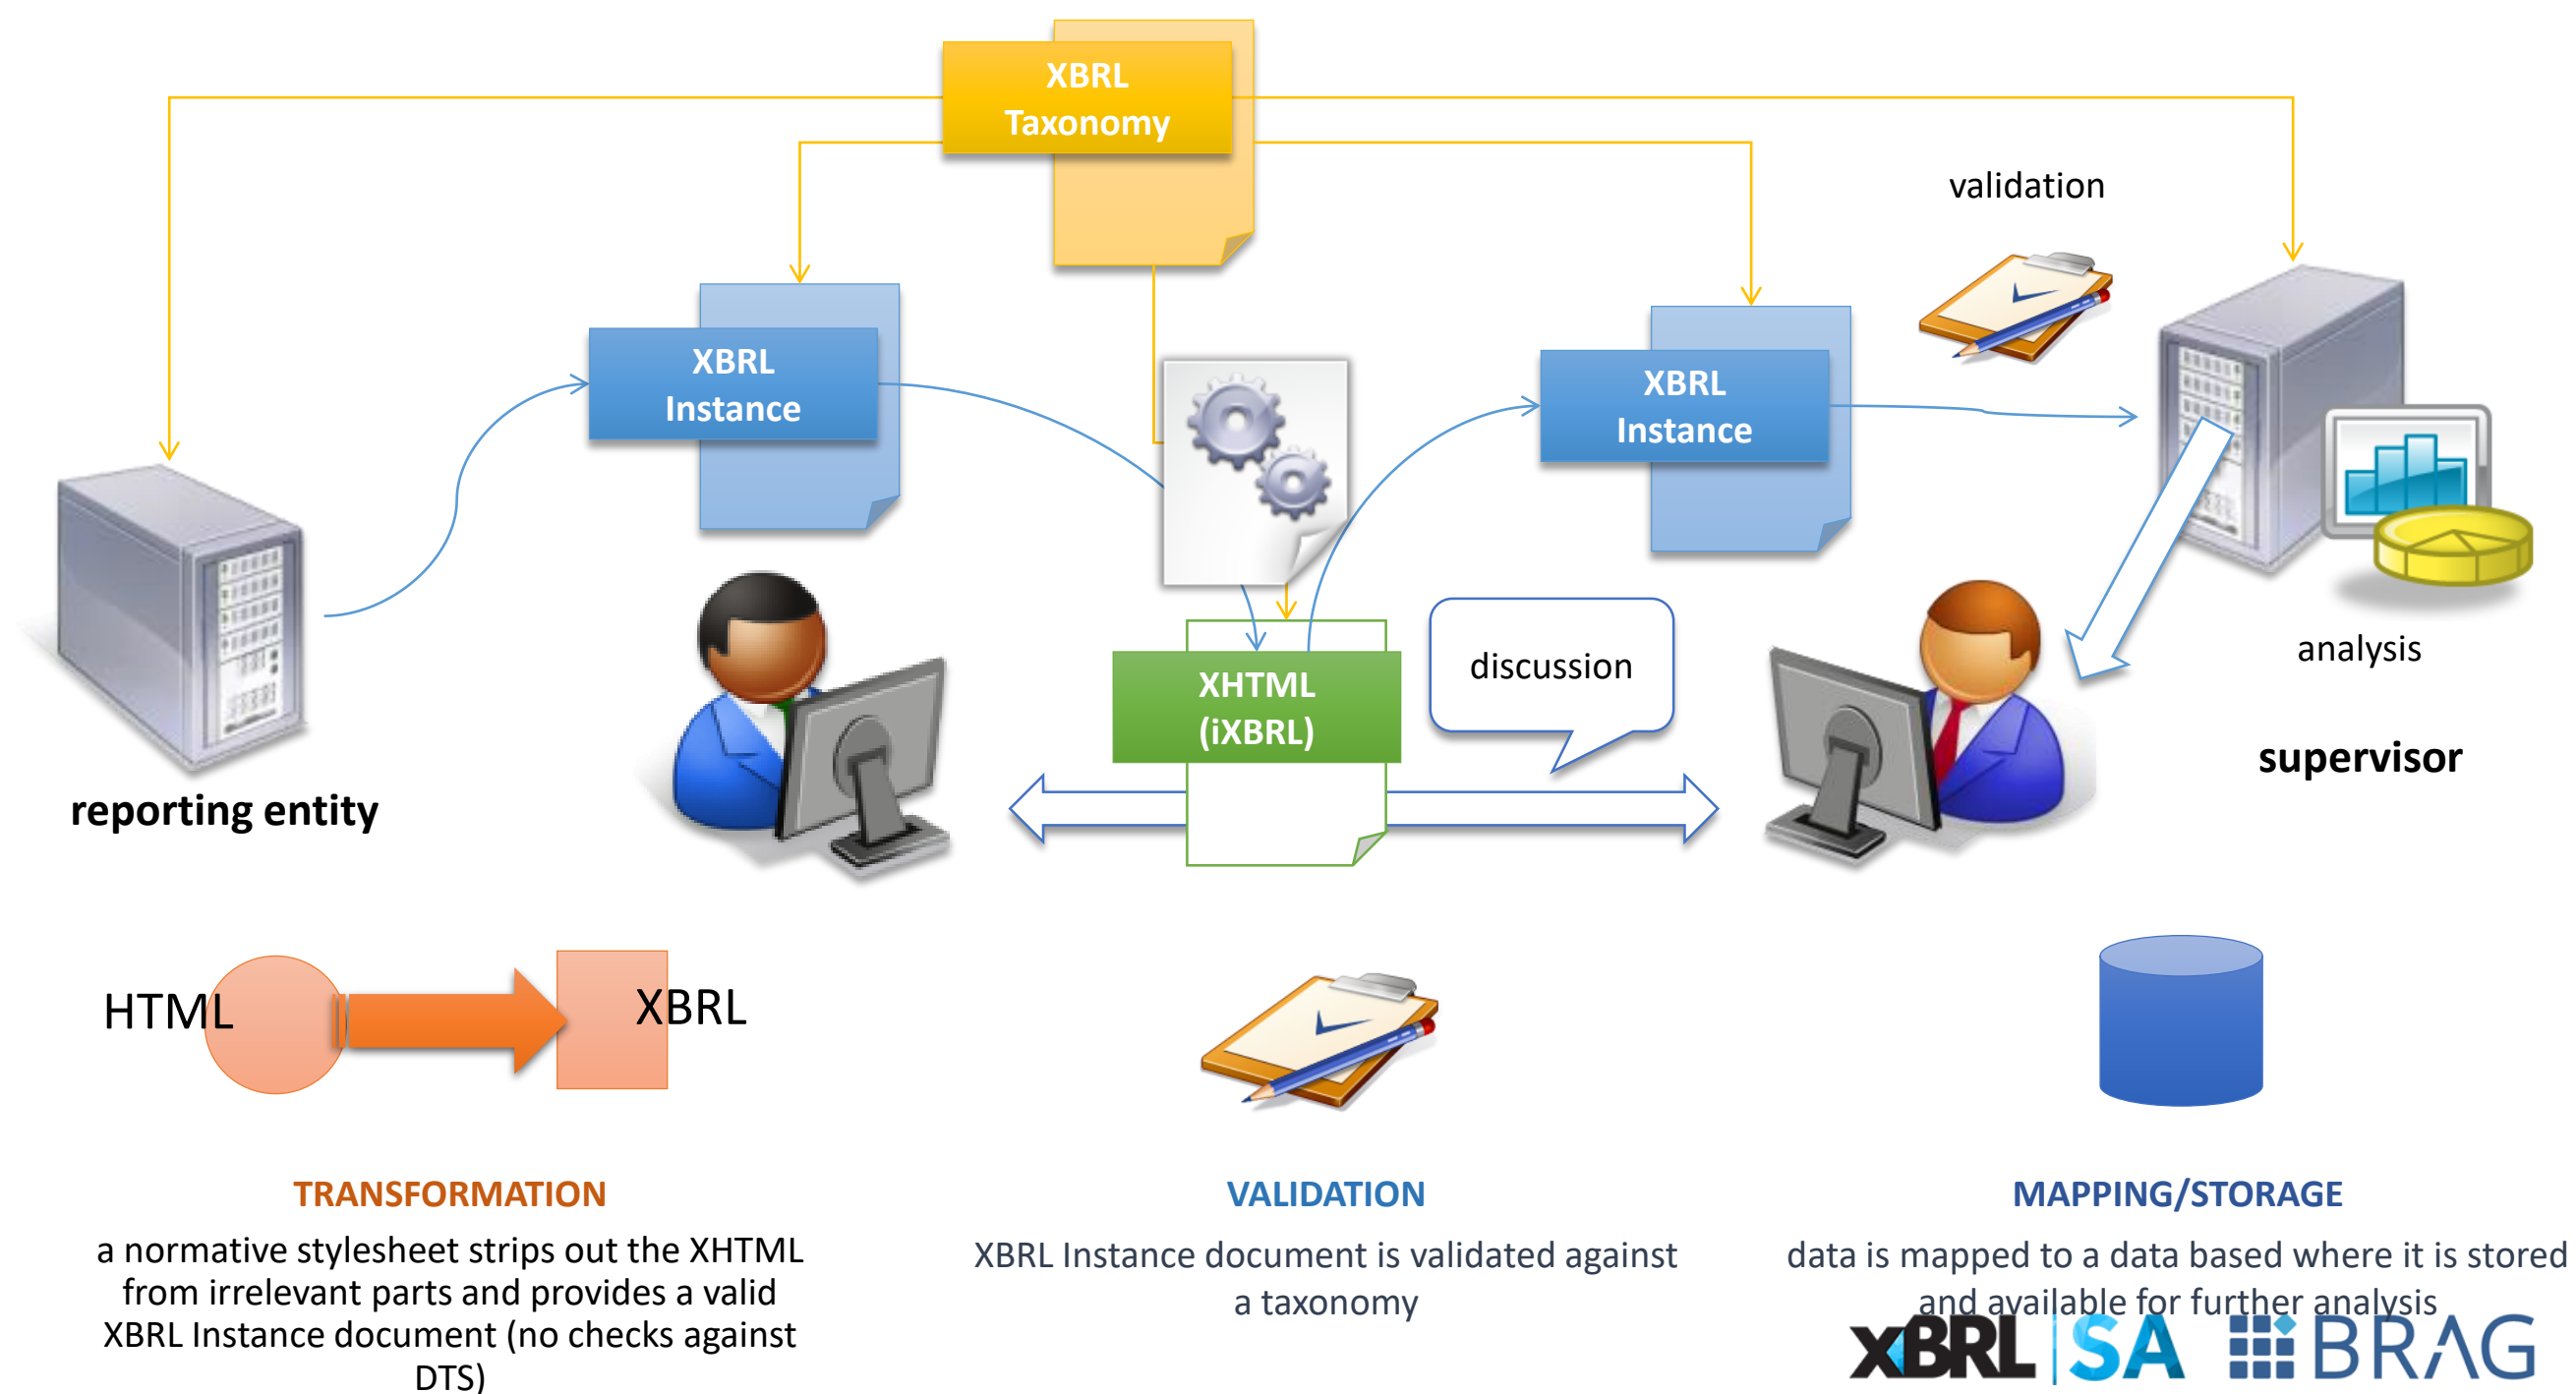 XBRL
Taxonomy
validation
XBRL
Instance
XBRL
Instance
discussion
XHTML
(iXBRL)
analysis
supervisor
reporting entity
HTML
XBRL
TRANSFORMATION
a normative stylesheet strips out the XHTML
from irrelevant parts and provides a valid
XBRL Instance document (no checks against
DTS)
VALIDATION
XBRL Instance document is validated against
a taxonomy
MAPPING/STORAGE
data is mapped to a data based where it is stored
and available for further analysis
XBRL SA BRAG